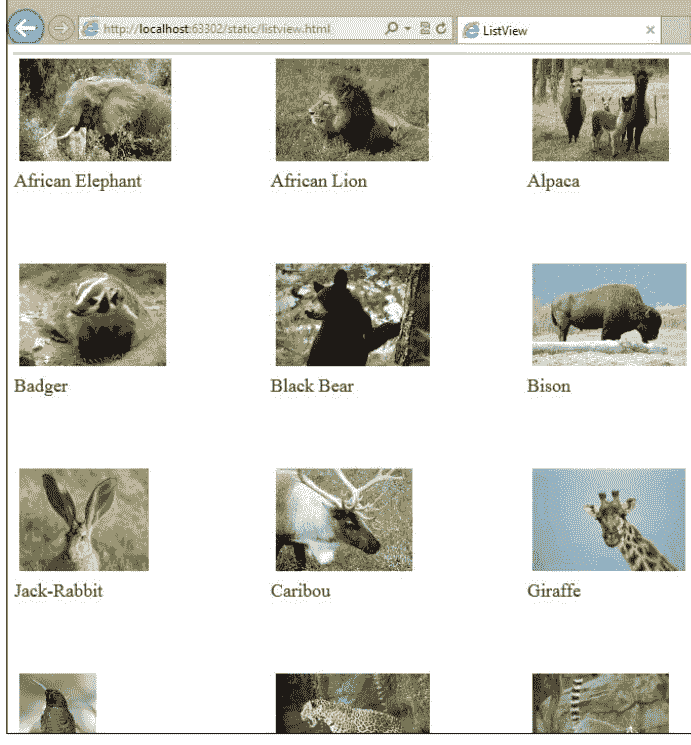 http://localhost:63302/static/listview.html
ListView
African Elephant
African Lion
Alpaca
Badger
Black Bear
Bison
Jack-Rabbit
Caribou
Giraffe